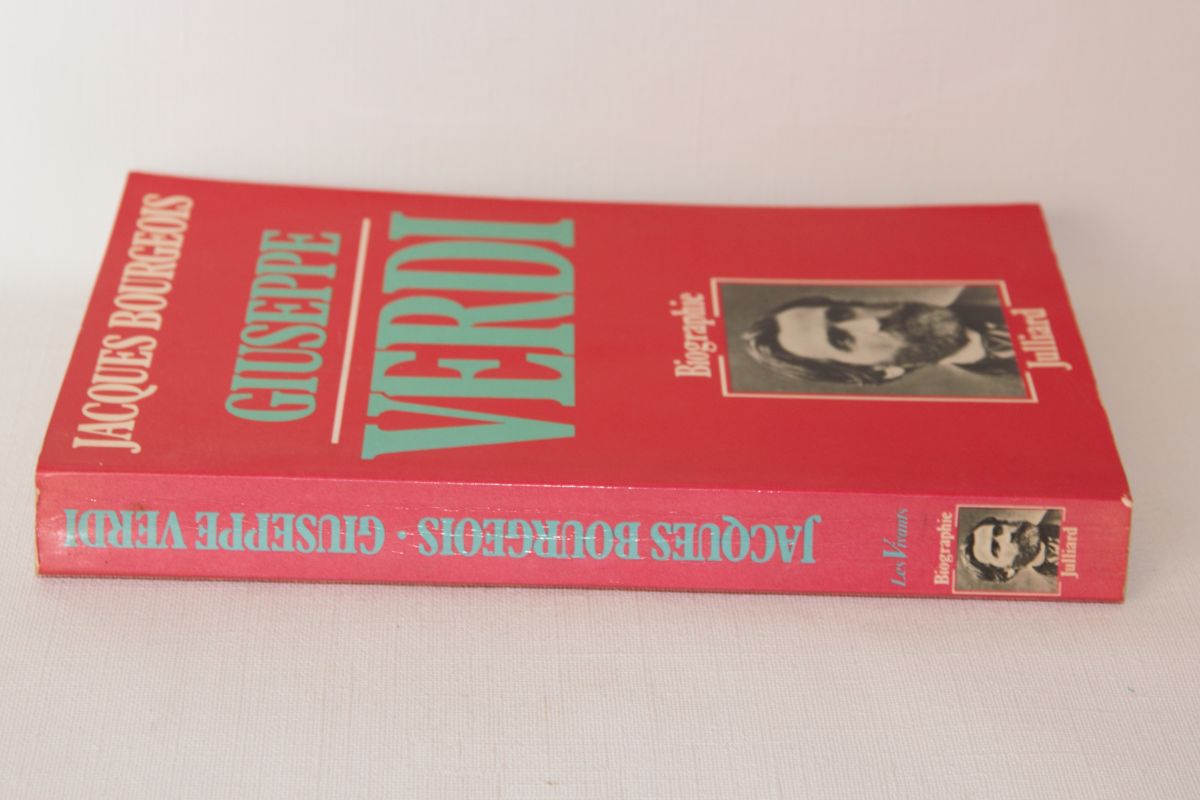 JACQUES BOURGEOIS
GIUSEPPE
VERDI
Biographie
Julliard
JACQUES BOURGEOIS · GIUSEPPE VERDI
Les Vivants
Biographie
Julliard